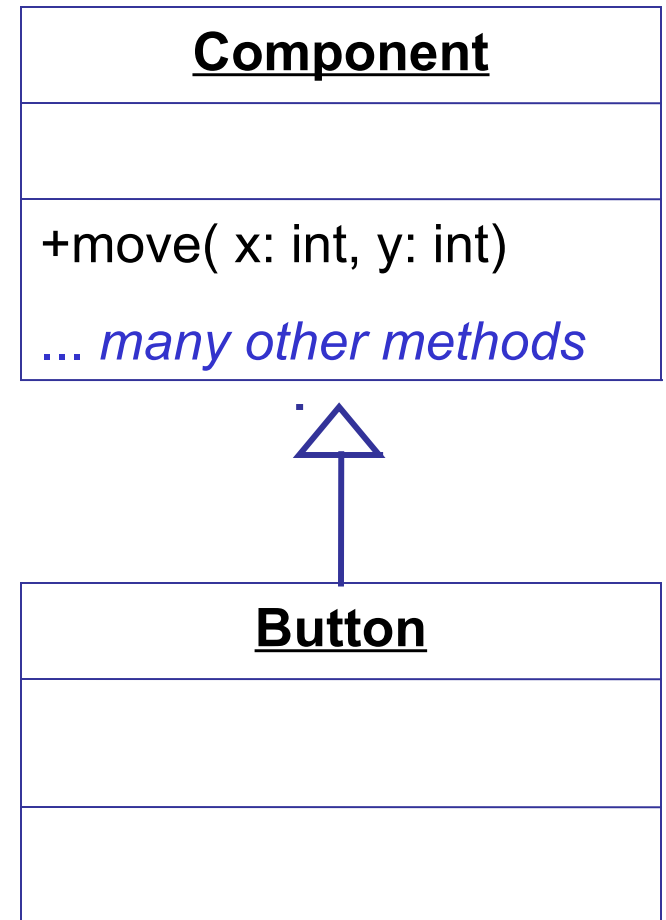 Component
+move( x: int, y: int)
... many other methods
Button